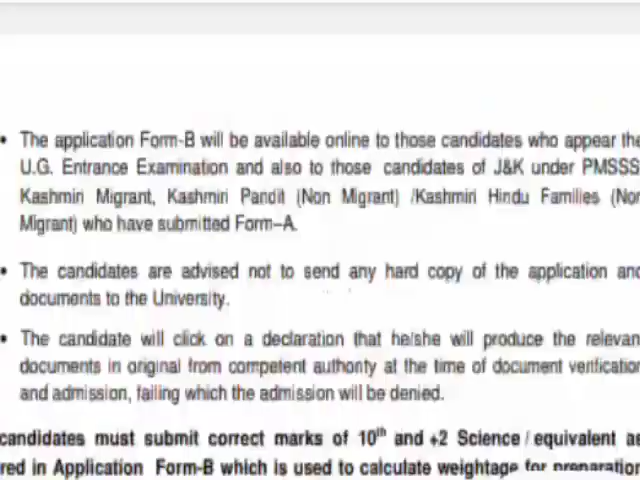 • The application Form-B will be available online to those candidates who appear the
U.G. Entrance Examination and also to those candidates of J&K under PMSSS
Kashmiri Migrant, Kashmiri Pandit (Non Migrant) /Kashmiri Hindu Families (Non
Migrant) who have submitted Form–A.
• The candidates are advised not to send any hard copy of the application and
documents to the University.
• The candidate will click on a declaration that he/she will produce the relevan
documents in original from competent authority at the time of document verification
and admission, failing which the admission will be denied.
candidates must submit correct marks of 10th and +2 Science / equivalent as
red in Application Form-B which is used to calculate weightage for preparation